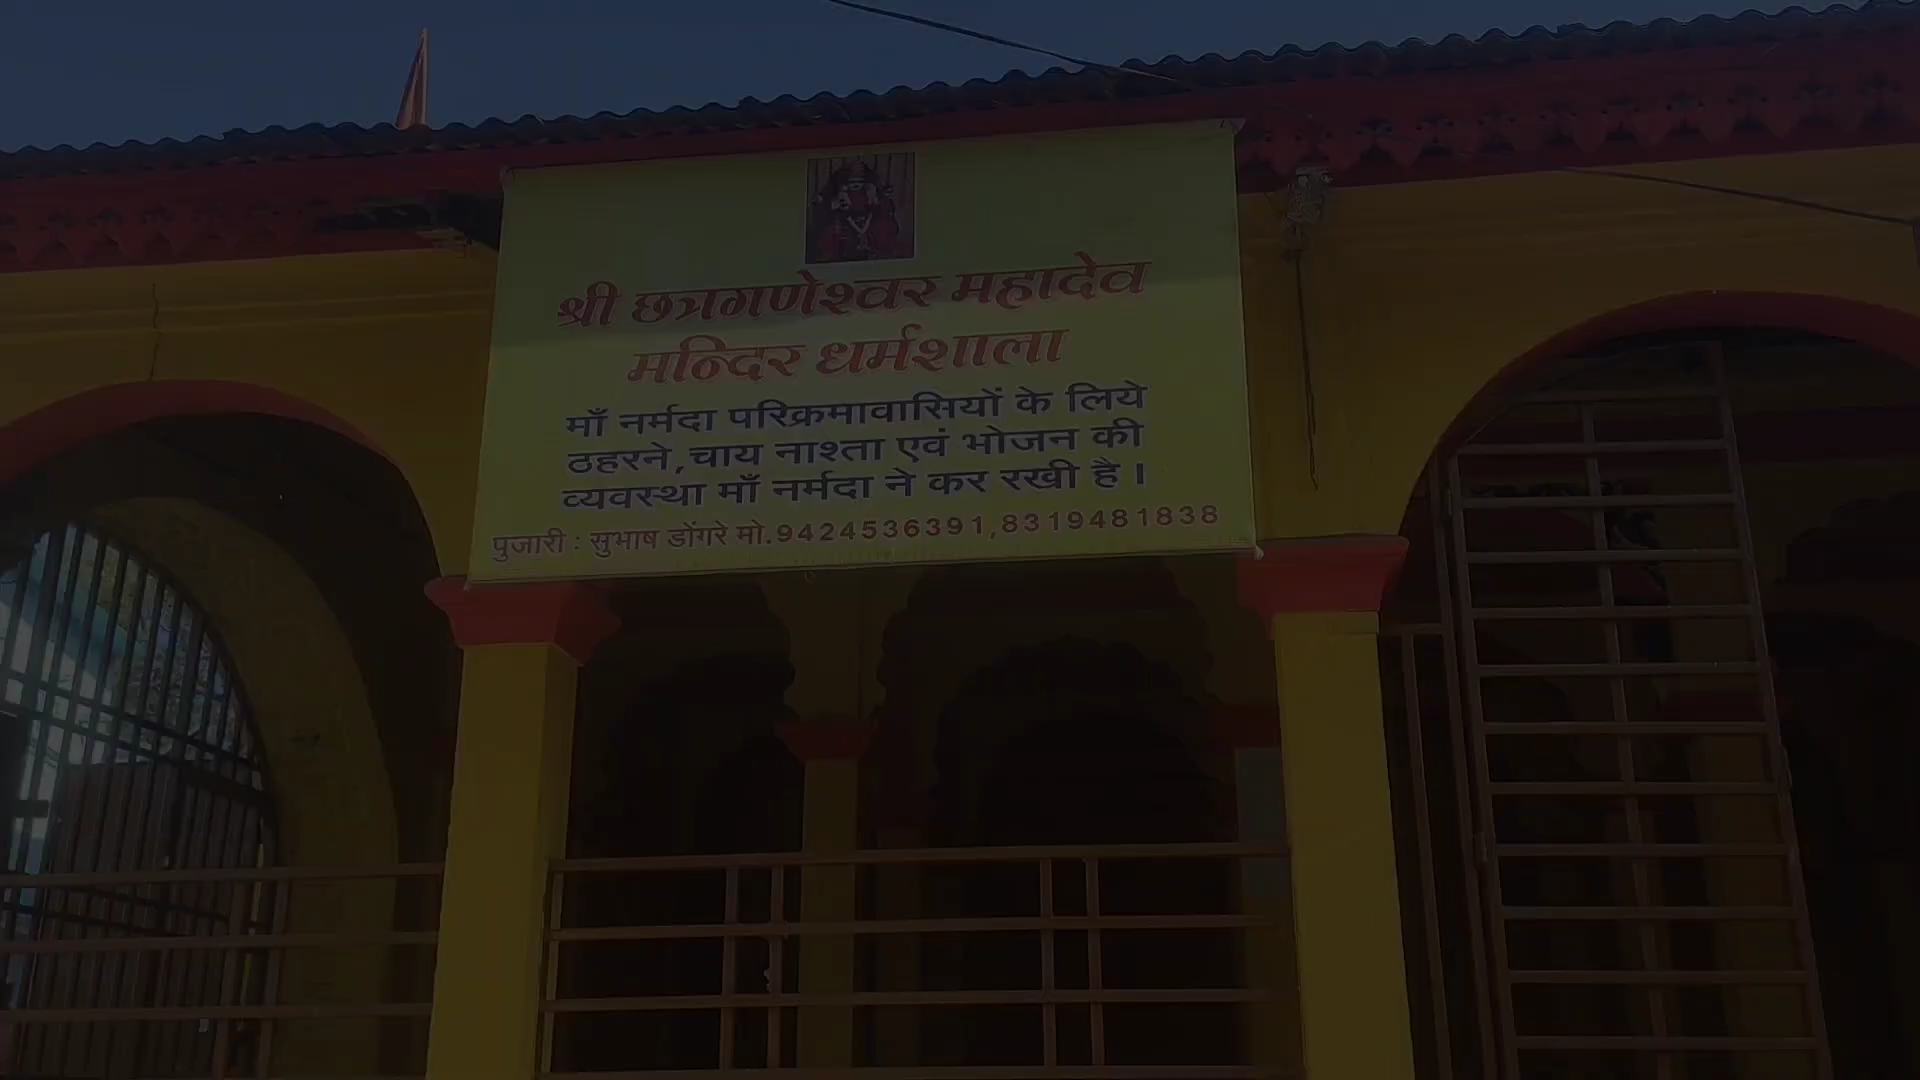 श्री छत्रगणेश्वर महादेव
मन्दिर धर्मशाला
माँ नर्मदा परिक्रमावासियों के लिये
ठहरने,चाय नाश्ता एवं भोजन की
व्यवस्था माँ नर्मदा ने कर रखी है ।
पुजारी : सुभाष डोंगरे मो.9424536391,8319481838